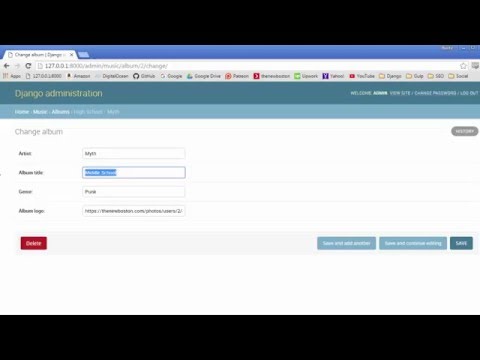 Change album | Django
127.0.0.1:8000/admin/music/album/2/change/
Apps Bookmarks 127.0.0.1:8000 DigitalOcean GitHub Google Google Drive Patreon thenewboston Upwork Yahoo! YouTube Django Gulp SEO Social
Django administration
WELCOME, ADMIN. VIEW SITE / CHANGE PASSWORD / LOG OUT
Home › Music › Albums › High School - Myth
Change album
HISTORY
Artist: Myth
Album title: Middle School
Genre: Punk
Album logo: https://thenewboston.com/photos/users/2/
Delete
Save and add another
Save and continue editing
SAVE